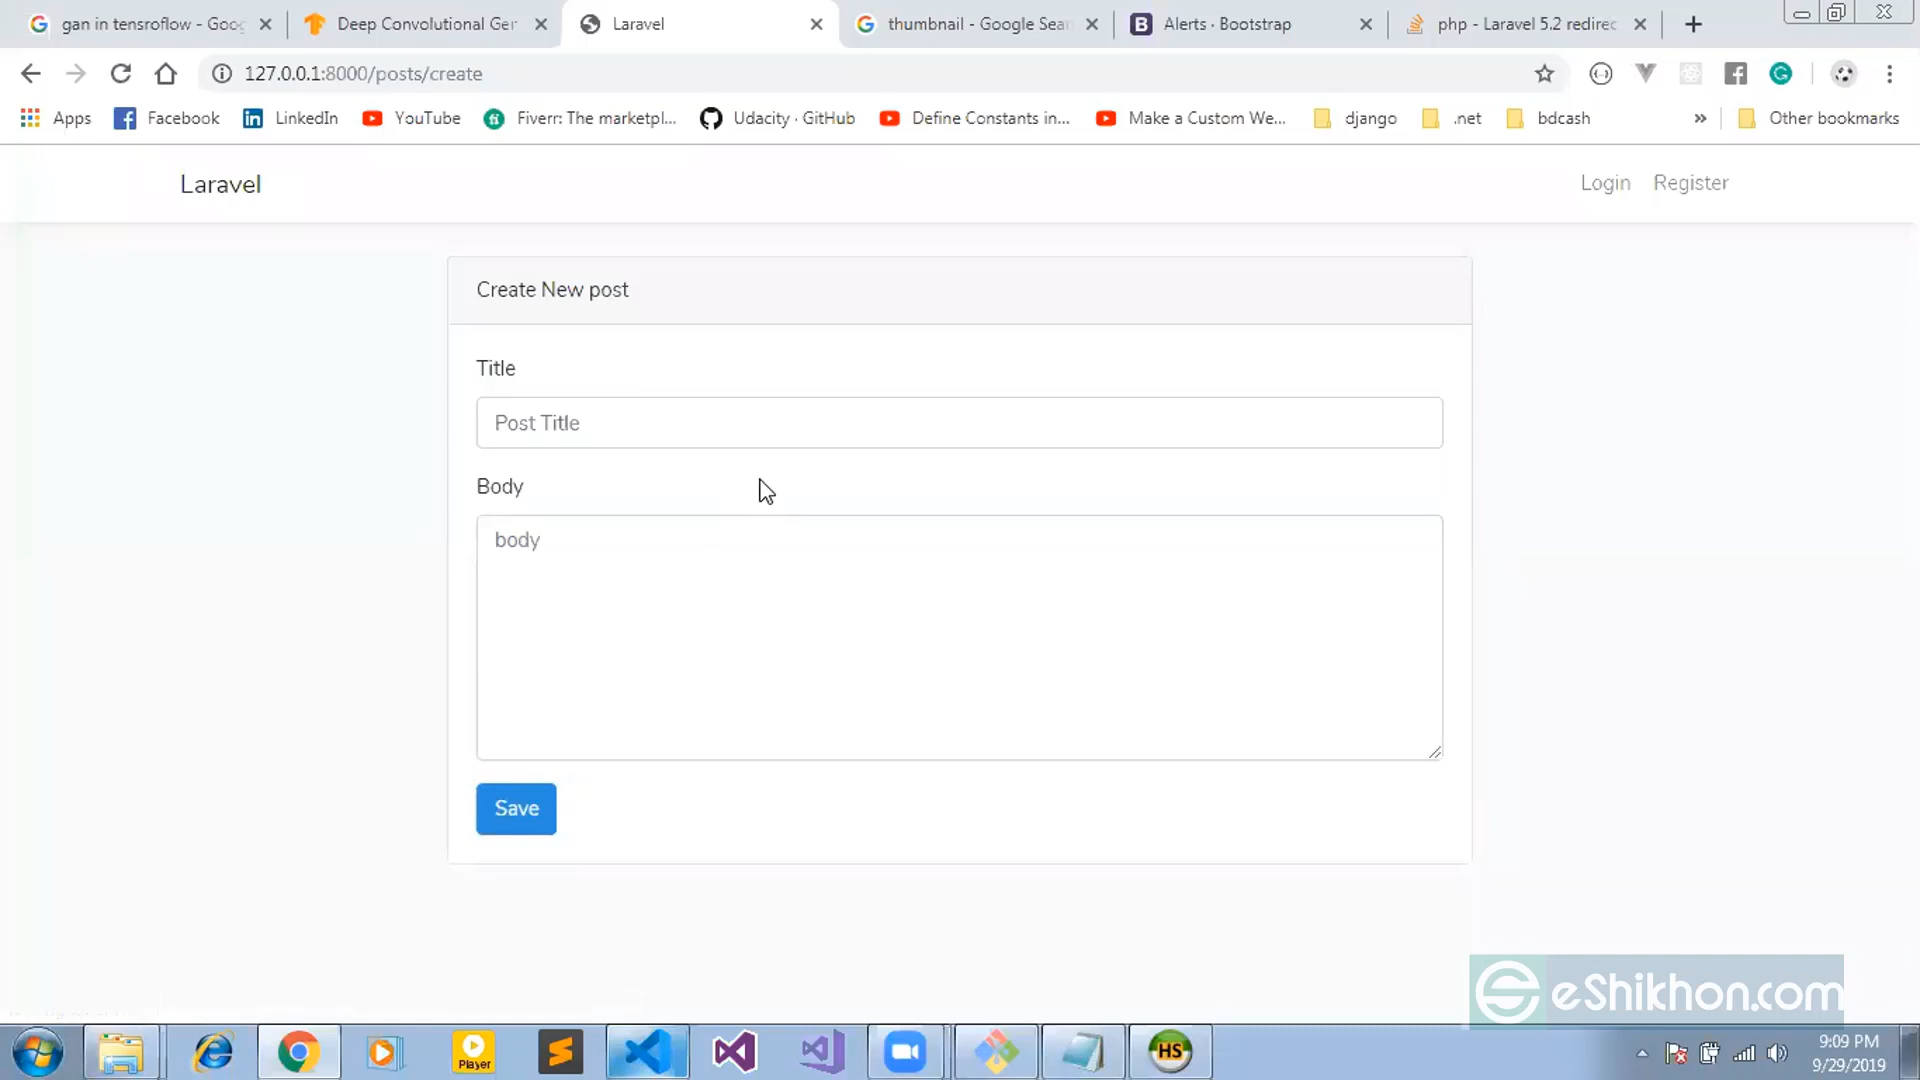 gan in tensroflow - Goog
Deep Convolutional Ger
Laravel
thumbnail - Google Sear
Alerts · Bootstrap
php - Laravel 5.2 redirec
127.0.0.1:8000/posts/create
Apps
Facebook
LinkedIn
YouTube
Fiverr: The marketpl...
Udacity · GitHub
Define Constants in...
Make a Custom We...
django
.net
bdcash
»
Other bookmarks
Laravel
Login
Register
Create New post
Title
Post Title
Body
body
Save
eShikhon.com
Player
HS
9:09 PM
9/29/2019